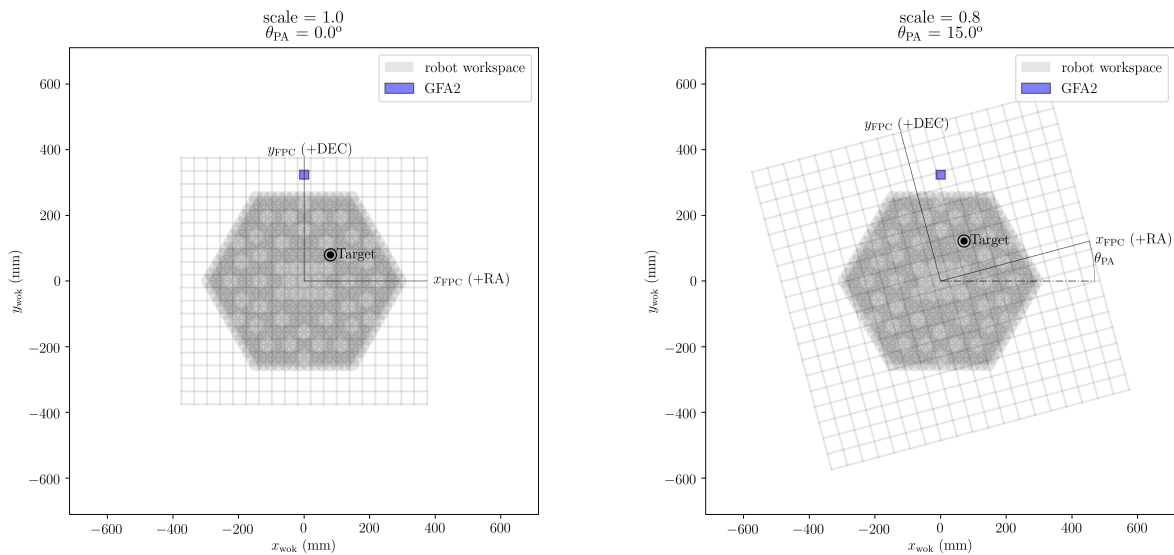 scale = 1.0
θPA = 0.0°
robot workspace
GFA2
yFPC (+DEC)
Target
xFPC (+RA)
600
400
200
0
−200
−400
−600
ywok (mm)
−600
−400
−200
0
200
400
600
xwok (mm)
scale = 0.8
θPA = 15.0°
robot workspace
GFA2
yFPC (+DEC)
Target
xFPC (+RA)
θPA
600
400
200
0
−200
−400
−600
ywok (mm)
−600
−400
−200
0
200
400
600
xwok (mm)